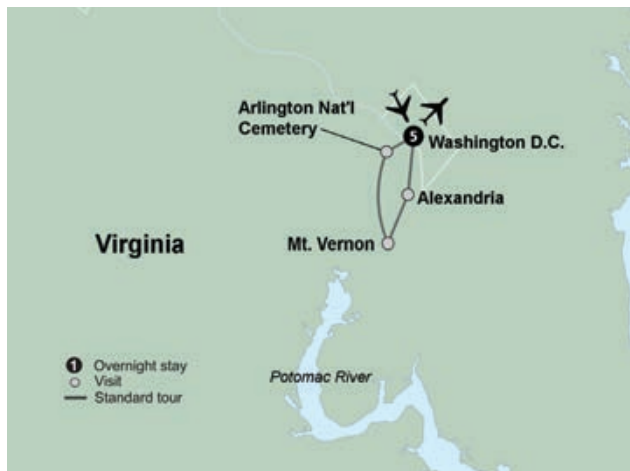 Arlington Nat'l
Cemetery
5
Washington D.C.
Alexandria
Mt. Vernon
Virginia
Potomac River
1 Overnight stay
Visit
Standard tour